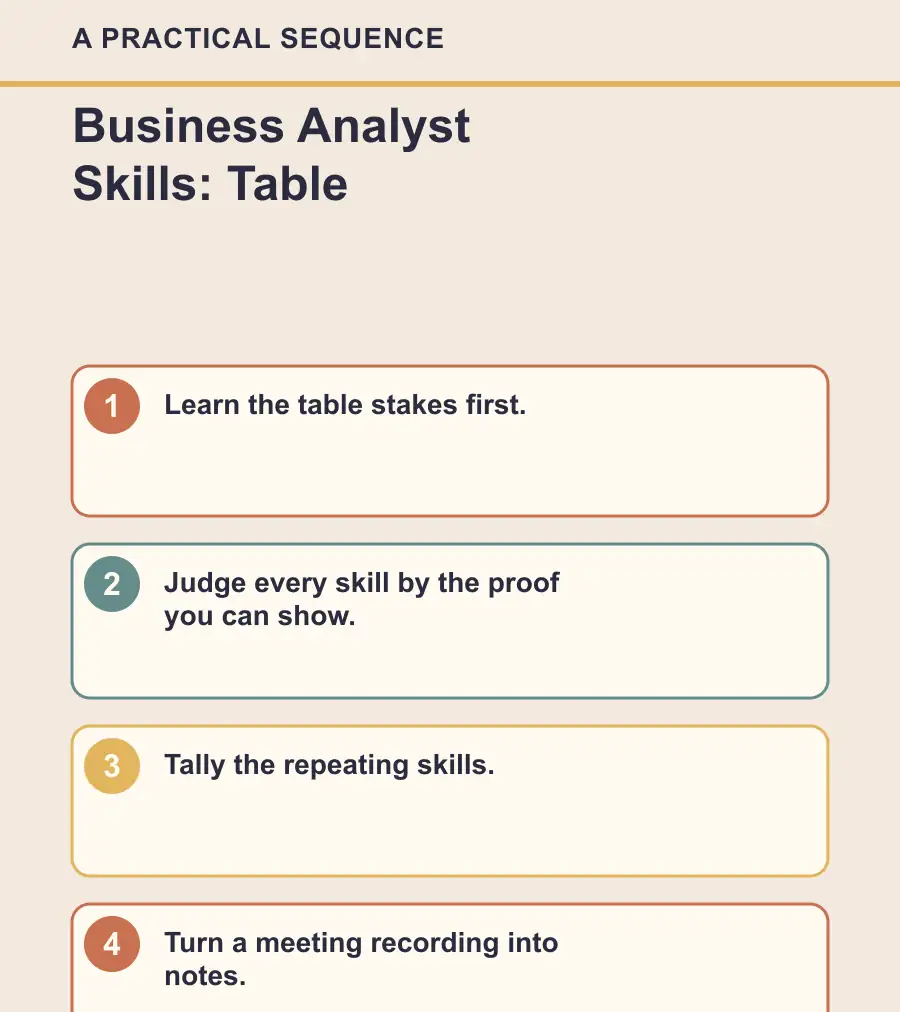 A PRACTICAL SEQUENCE
Business Analyst
Skills: Table
1
Learn the table stakes first.
2
Judge every skill by the proof
you can show.
3
Tally the repeating skills.
4
Turn a meeting recording into
notes.